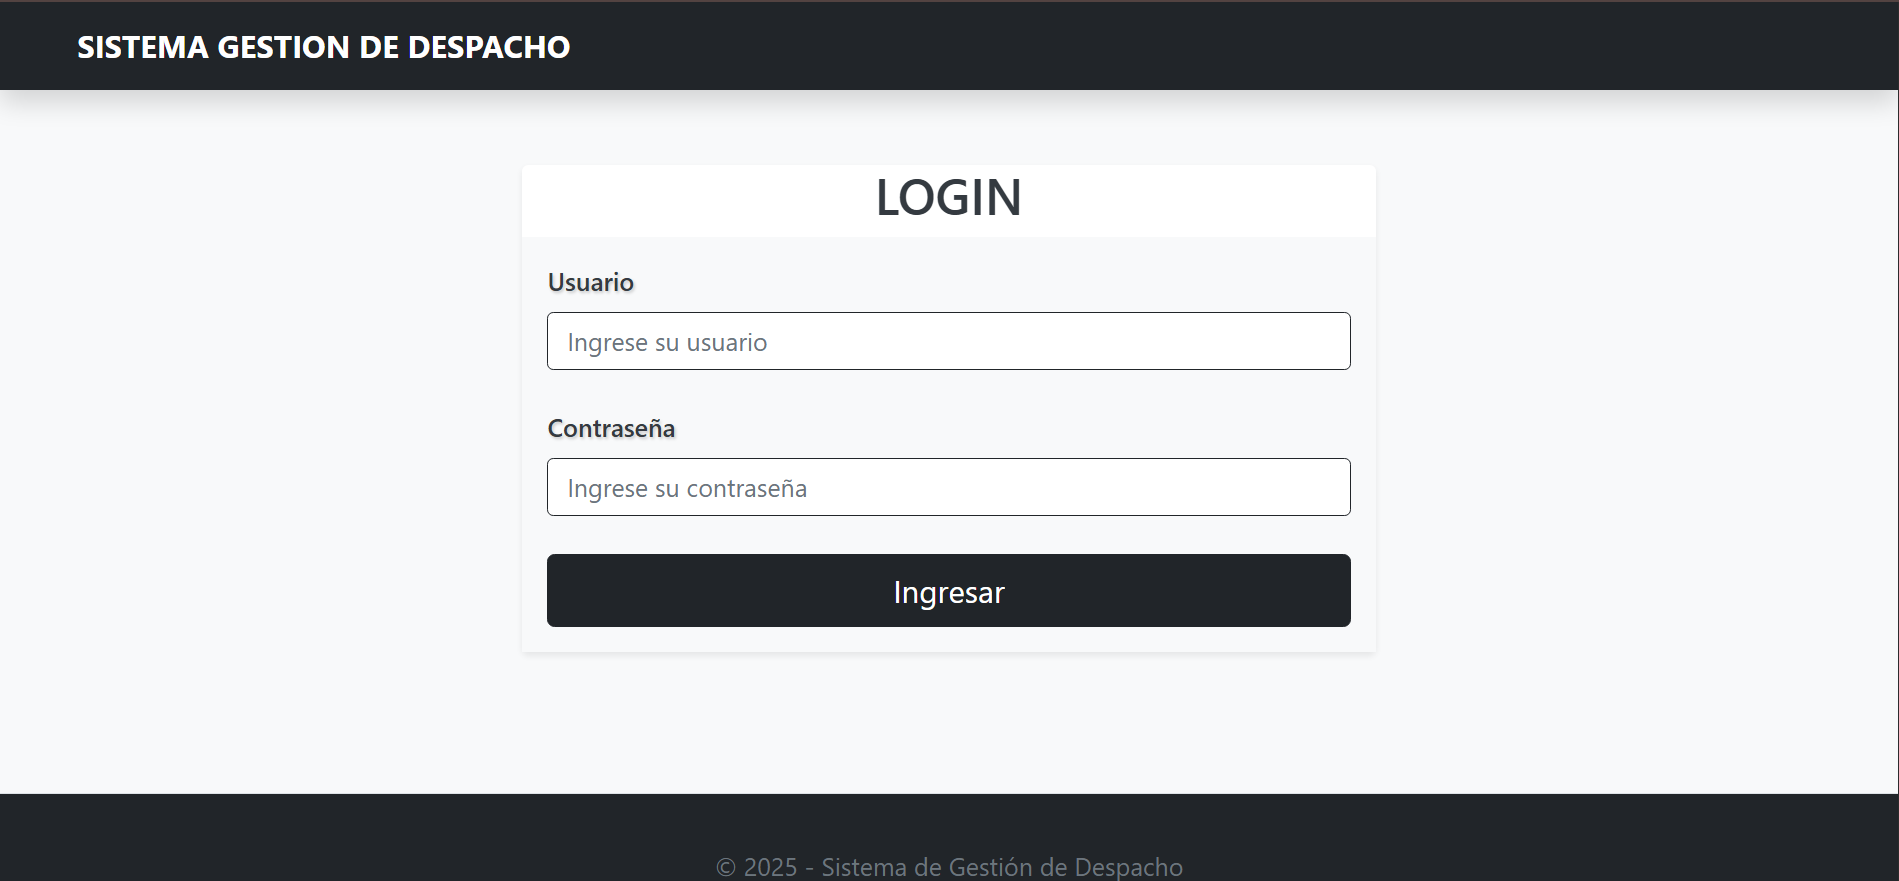 SISTEMA GESTION DE DESPACHO
LOGIN
Usuario
Ingrese su usuario
Contraseña
Ingrese su contraseña
Ingresar
© 2025 - Sistema de Gestión de Despacho